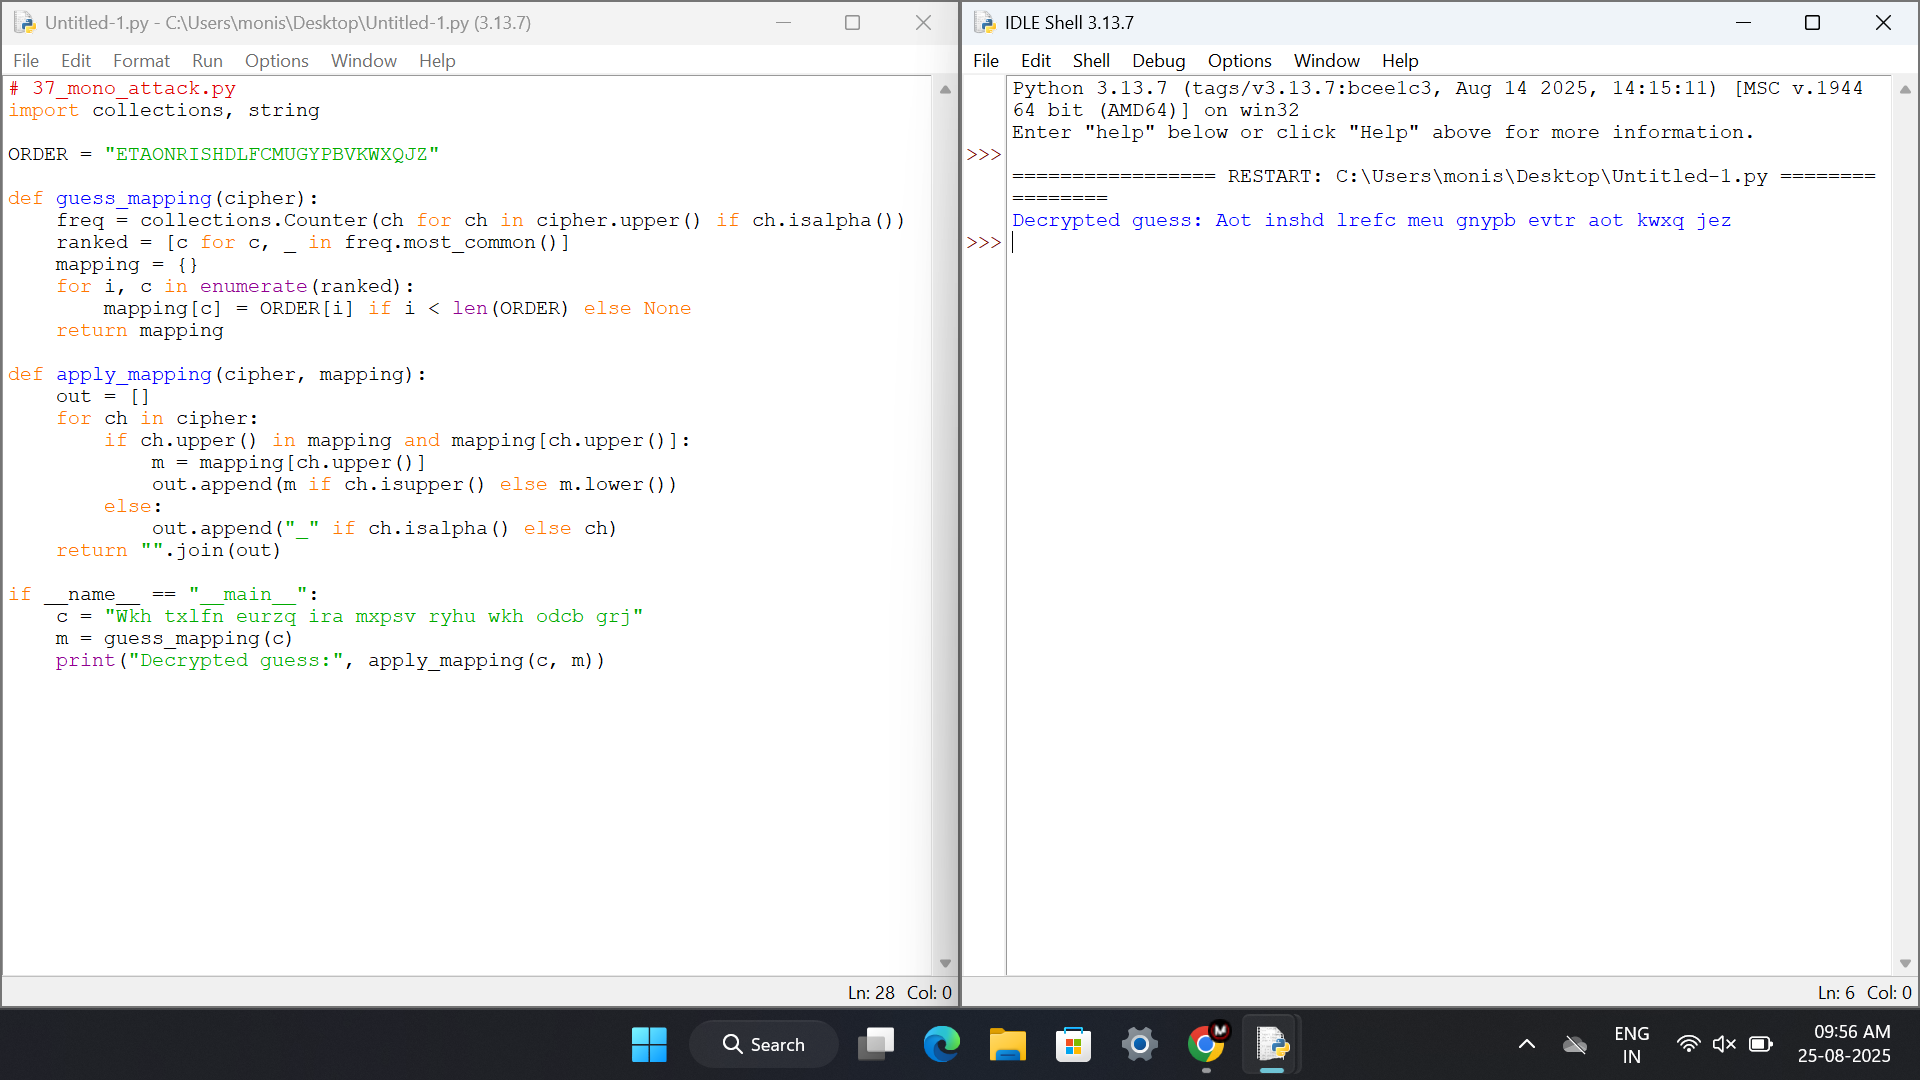 Untitled-1.py - C:\Users\monis\Desktop\Untitled-1.py (3.13.7)
File Edit Format Run Options Window Help
# 37_mono_attack.py
import collections, string

ORDER = "ETAONRISHDLFCMUGYPBVKWXQJZ"

def guess_mapping(cipher):
    freq = collections.Counter(ch for ch in cipher.upper() if ch.isalpha())
    ranked = [c for c, _ in freq.most_common()]
    mapping = {}
    for i, c in enumerate(ranked):
        mapping[c] = ORDER[i] if i < len(ORDER) else None
    return mapping

def apply_mapping(cipher, mapping):
    out = []
    for ch in cipher:
        if ch.upper() in mapping and mapping[ch.upper()]:
            m = mapping[ch.upper()]
            out.append(m if ch.isupper() else m.lower())
        else:
            out.append("_" if ch.isalpha() else ch)
    return "".join(out)

if __name__ == "__main__":
    c = "Wkh txlfn eurzq ira mxpsv ryhu wkh odcb grj"
    m = guess_mapping(c)
    print("Decrypted guess:", apply_mapping(c, m))
Ln: 28 Col: 0
IDLE Shell 3.13.7
File Edit Shell Debug Options Window Help
Python 3.13.7 (tags/v3.13.7:bcee1c3, Aug 14 2025, 14:15:11) [MSC v.1944
64 bit (AMD64)] on win32
Enter "help" below or click "Help" above for more information.
>>>
================= RESTART: C:\Users\monis\Desktop\Untitled-1.py ========
========
Decrypted guess: Aot inshd lrefc meu gnypb evtr aot kwxq jez
>>>
Ln: 6 Col: 0
Search
M
ENG
IN
09:56 AM
25-08-2025